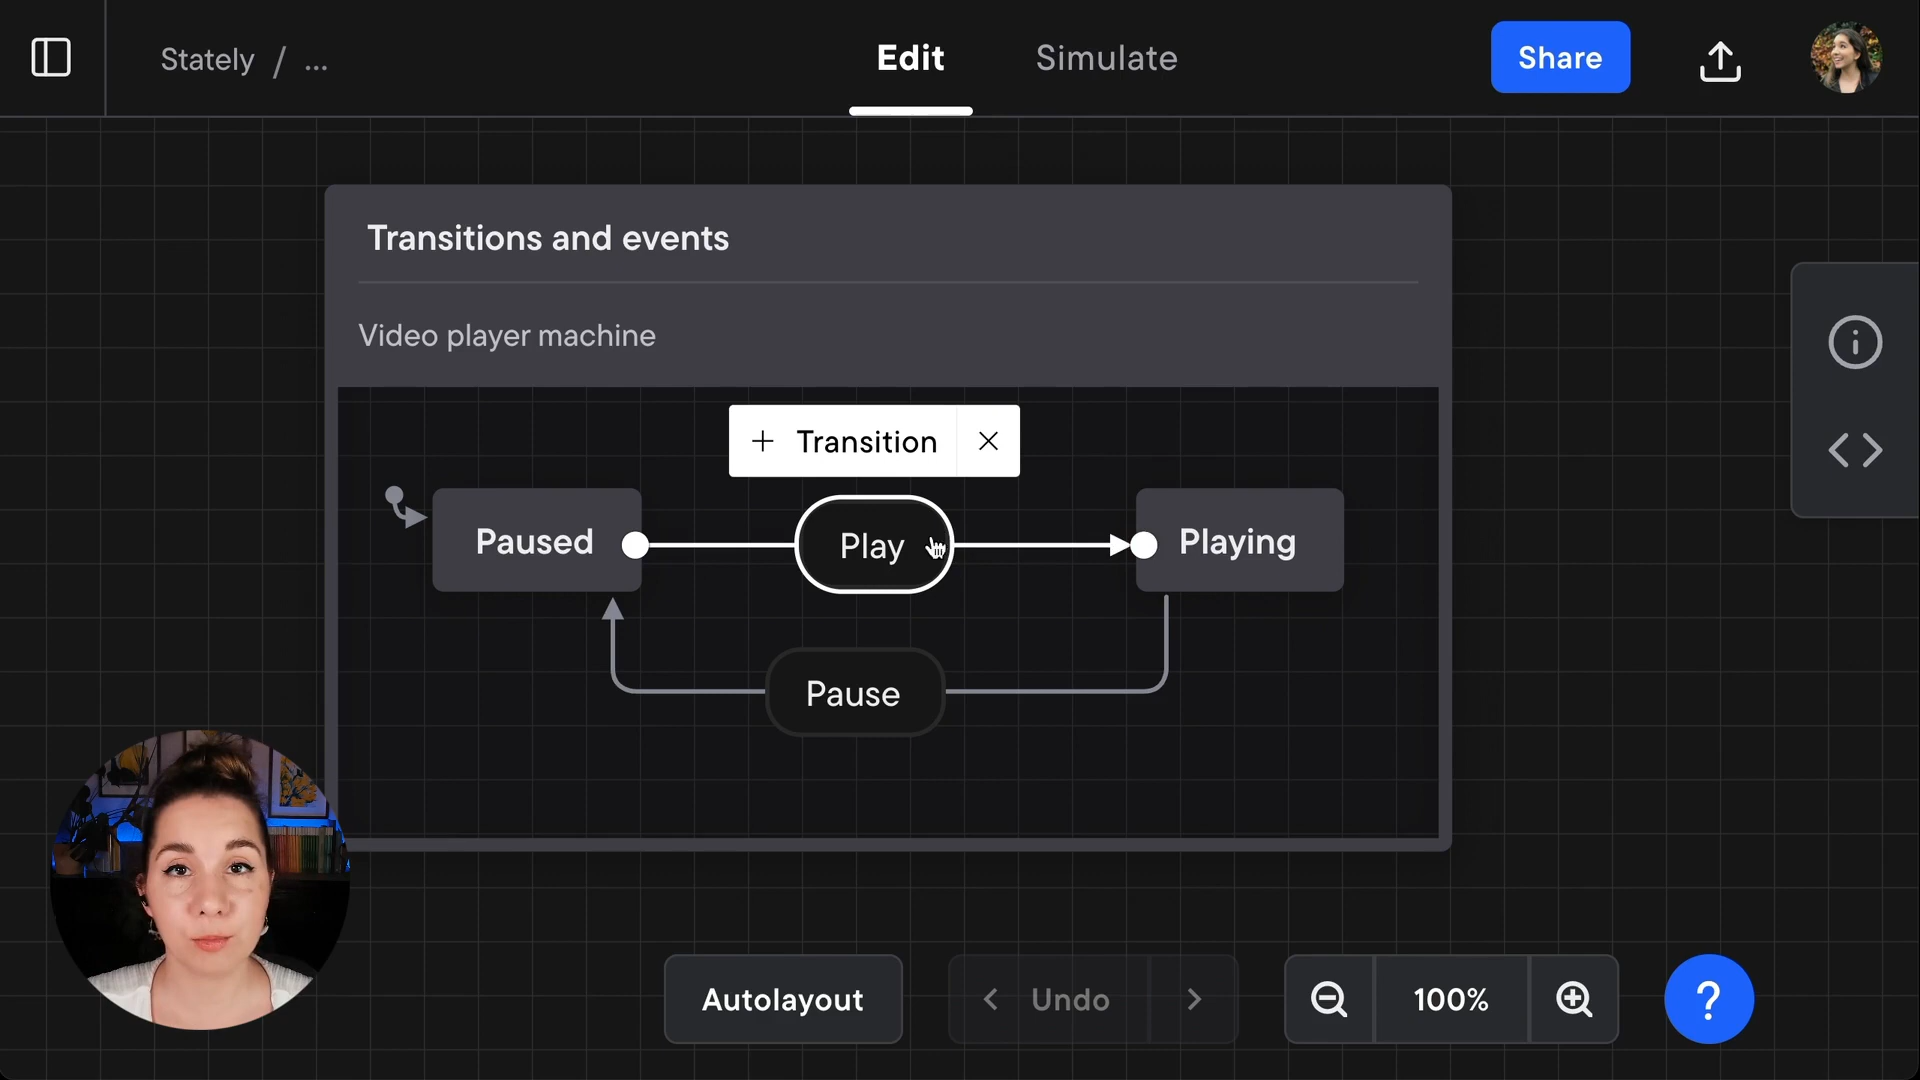 Stately / ...
Edit
Simulate
Share
Transitions and events
Video player machine
+ Transition
Paused
Play
Playing
Pause
Autolayout
Undo
100%
?